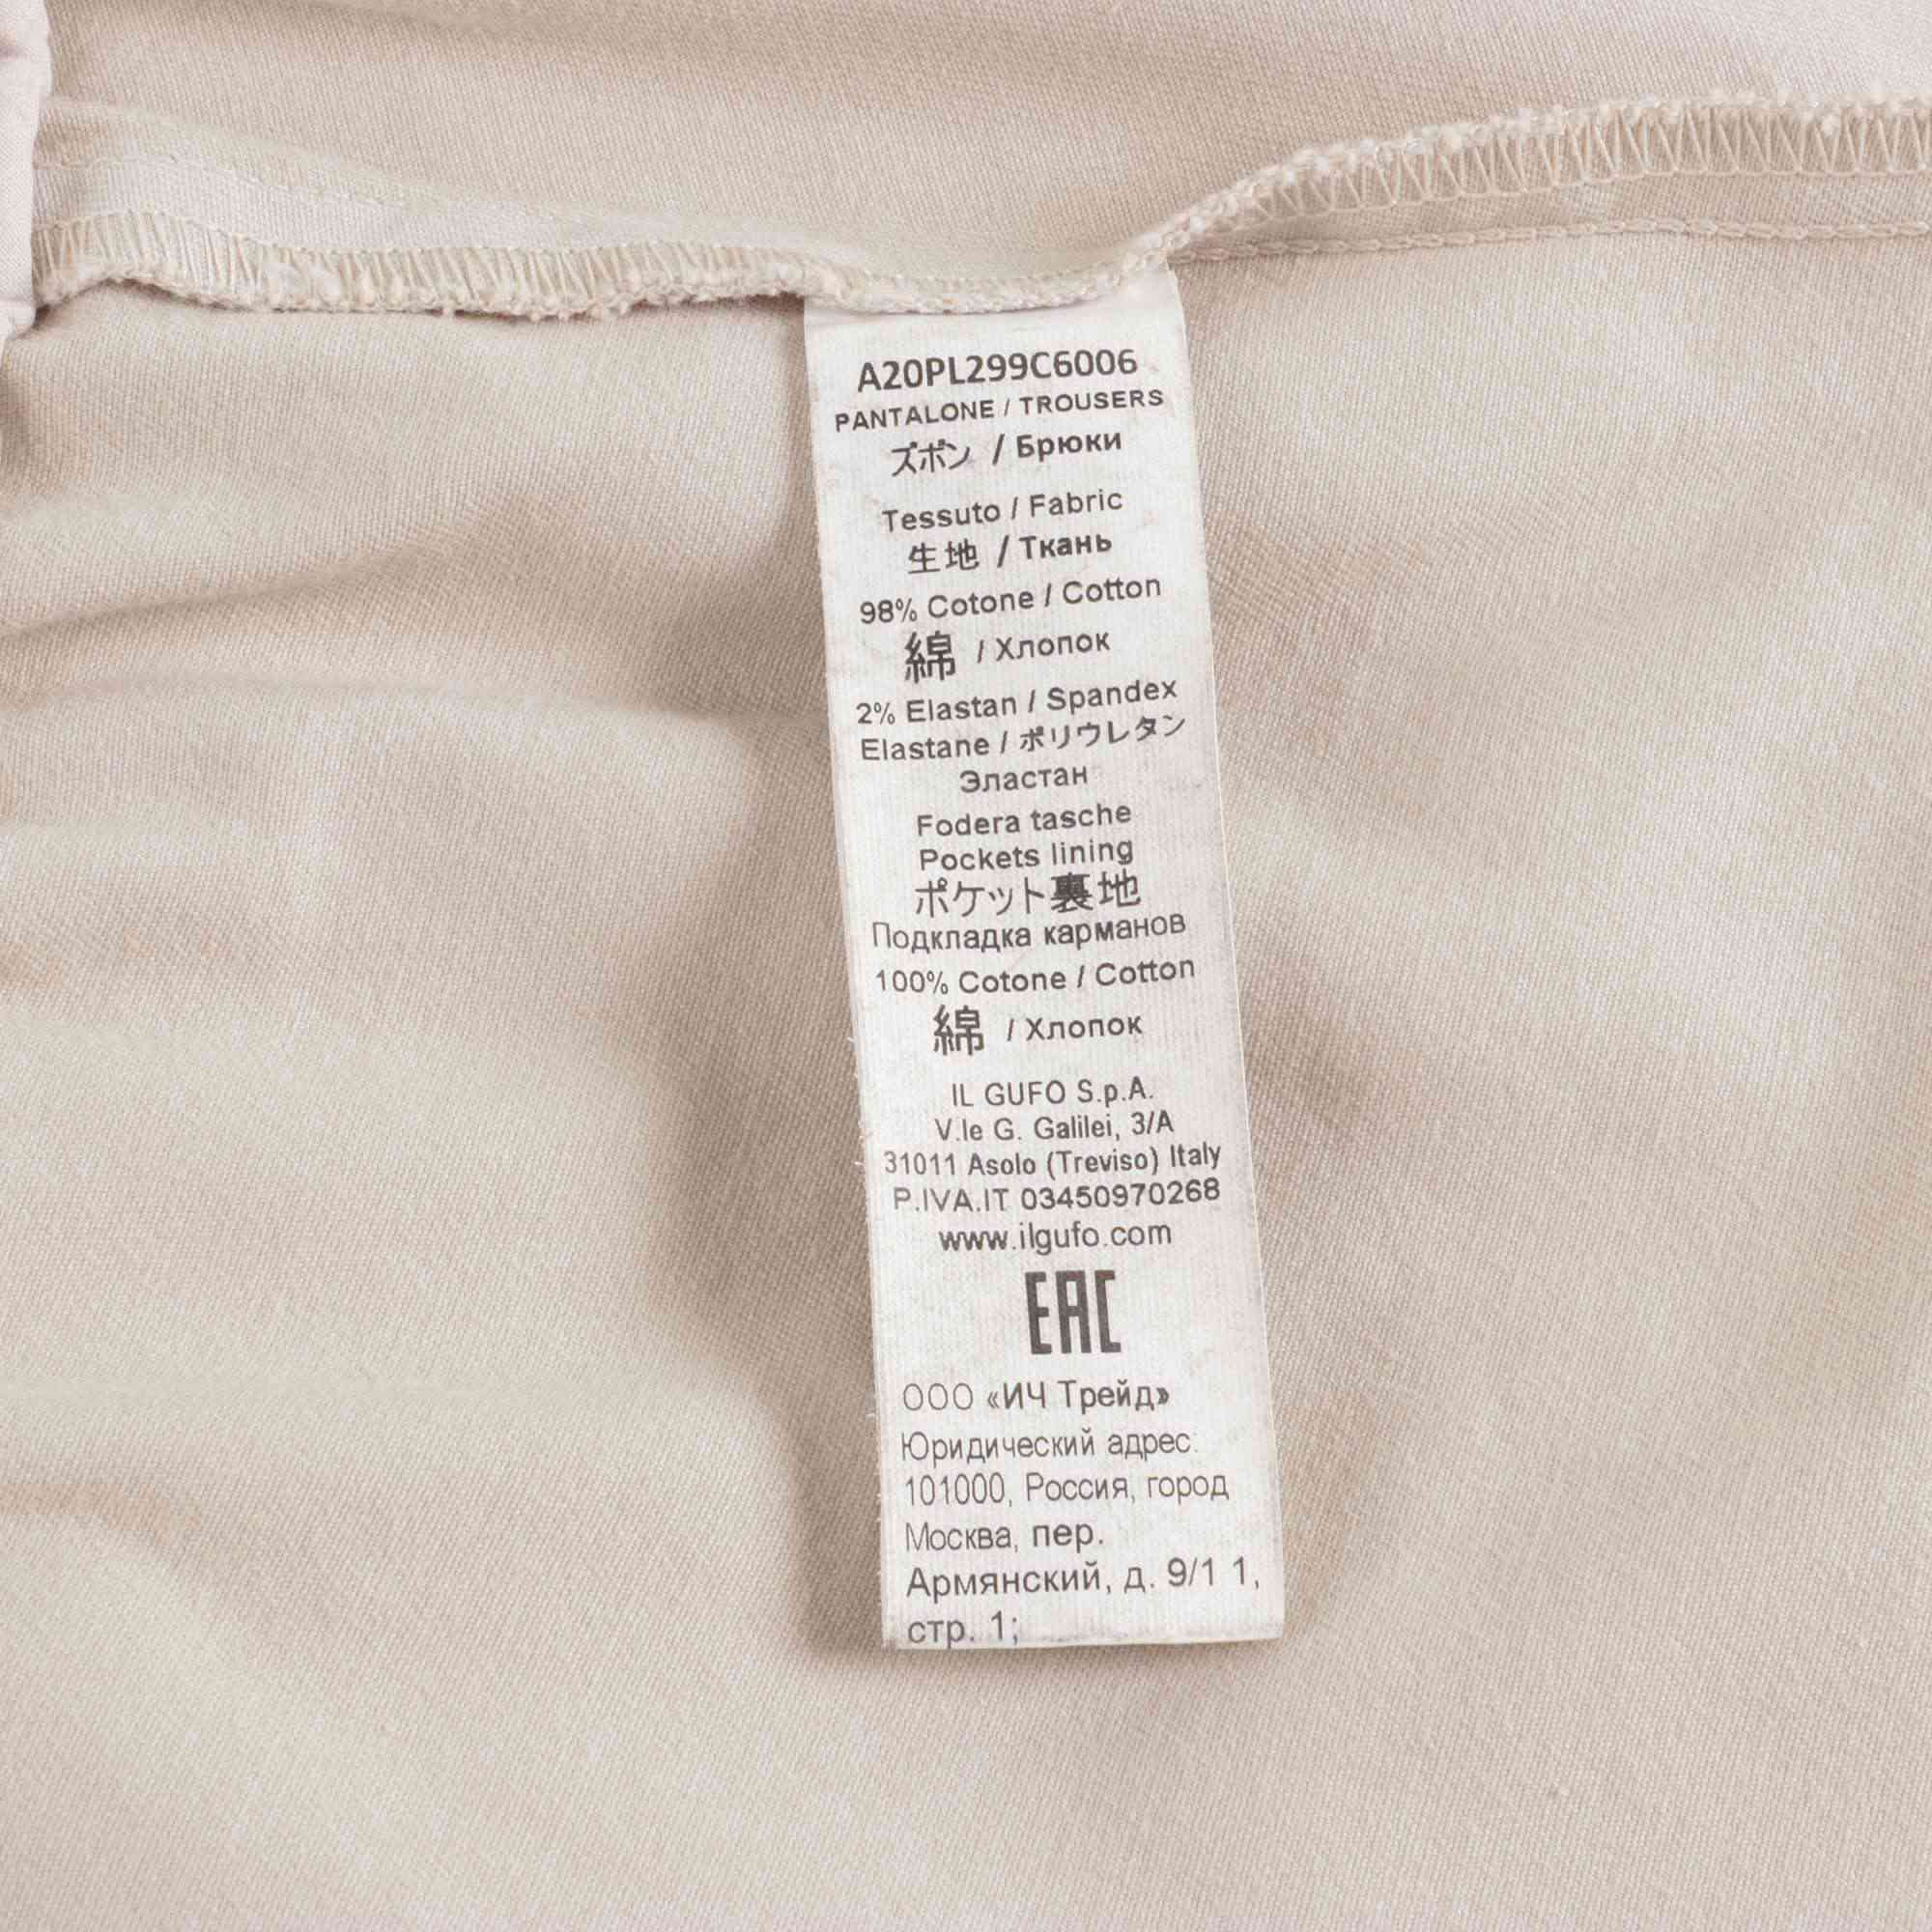 A20PL299C6006
PANTALONE / TROUSERS
ズボン / Брюки
Tessuto / Fabric
生地 / Ткань
98% Cotone / Cotton
綿 / Хлопок
2% Elastan / Spandex
Elastane / ポリウレタン
Эластан
Fodera tasche
Pockets lining
ポケット裏地
Подкладка карманов
100% Cotone / Cotton
綿 / Хлопок
IL GUFO S.p.A.
V.le G. Galilei, 3/A
31011 Asolo (Treviso) Italy
P.IVA.IT 03450970268
www.ilgufo.com
EAC
ООО «ИЧ Трейд»
Юридический адрес:
101000, Россия, город
Москва, пер.
Армянский, д. 9/1 1,
стр. 1;